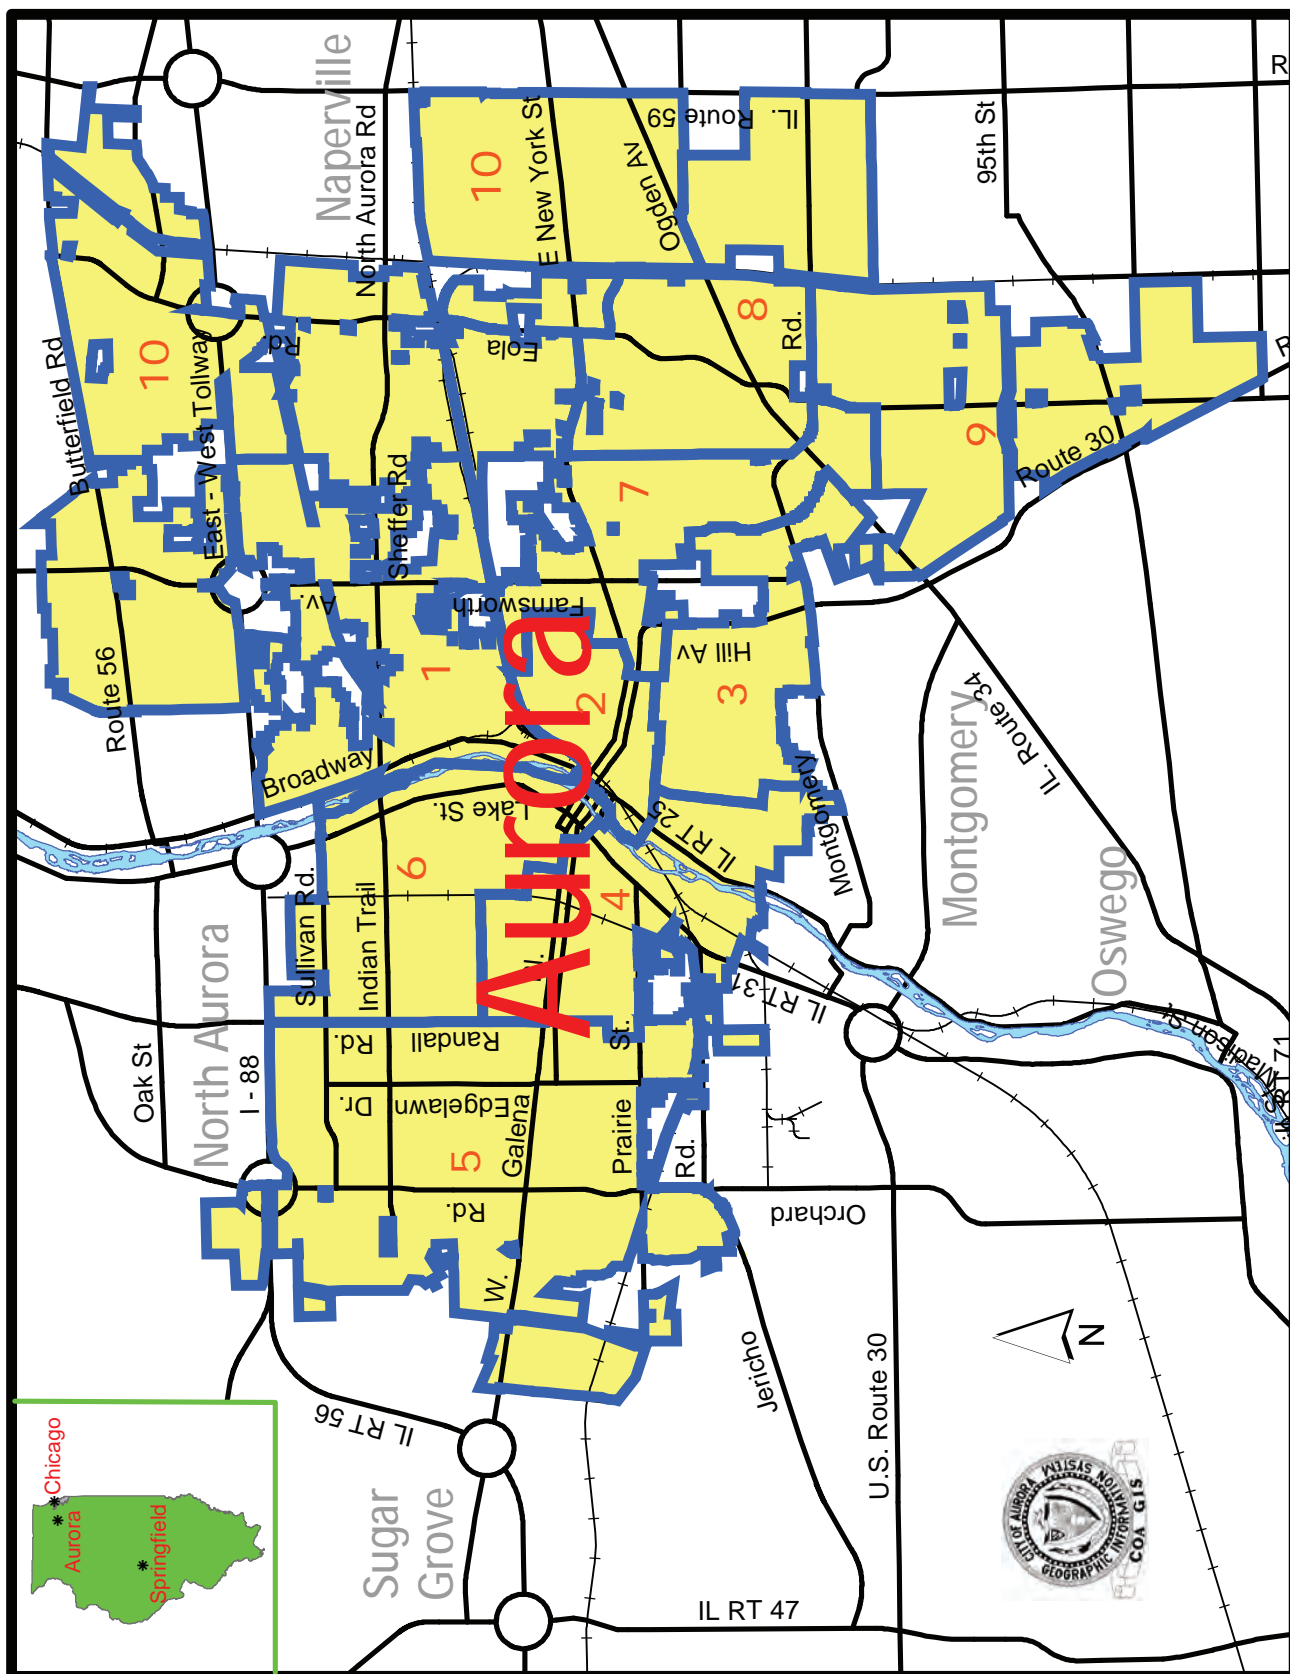 Naperville
North Aurora Rd
10
E New York St
Ogden Av
IL.
Route 59
95th St
R
R
Butterfield Rd
10
East - West Tollway
Rd.
Eola
8
Rd.
9
Route 30
Sheffer Rd
7
Route 56
Av.
Farnsworth
1
2
Hill Av
3
Aurora
Broadway
Lake St.
IL RT 25
Montgomery
Montgomery
IL. Route 34
Oswego
North Aurora
Oak St
I - 88
Sullivan Rd.
Indian Trail
6
4
Randall
Rd.
St.
IL RT 31
Madison St.
RT 71
Edgelawn
Dr.
5
Galena
Prairie
Rd.
Rd.
Orchard
W.
Jericho
U.S. Route 30
N
IL RT 56
Sugar
Grove
IL RT 47
Chicago
Aurora
Springfield
CITY OF AURORA
GEOGRAPHIC INFORMATION SYSTEM
COA GIS